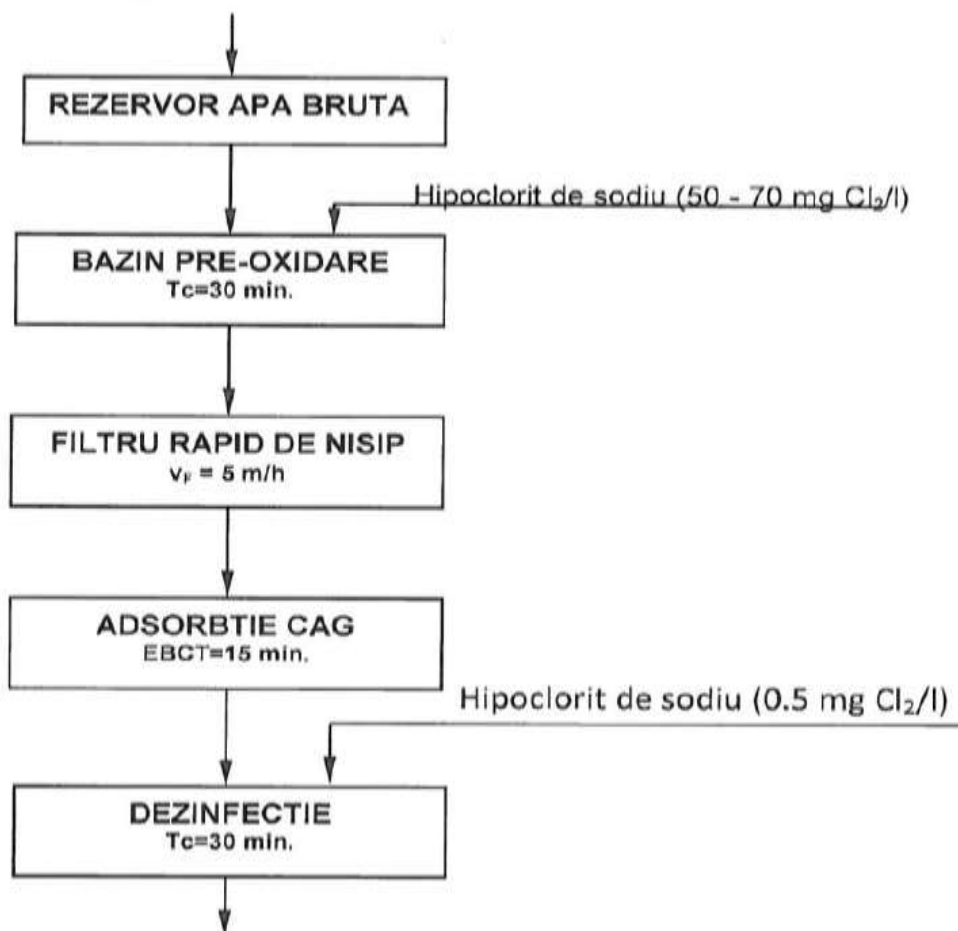 REZERVOR APA BRUTA
Hipoclorit de sodiu (50 - 70 mg Cl₂/l)
BAZIN PRE-OXIDARE
Tc=30 min.
FILTRU RAPID DE NISIP
v_F = 5 m/h
ADSORBTIE CAG
EBCT=15 min.
Hipoclorit de sodiu (0.5 mg Cl₂/l)
DEZINFECTIE
Tc=30 min.